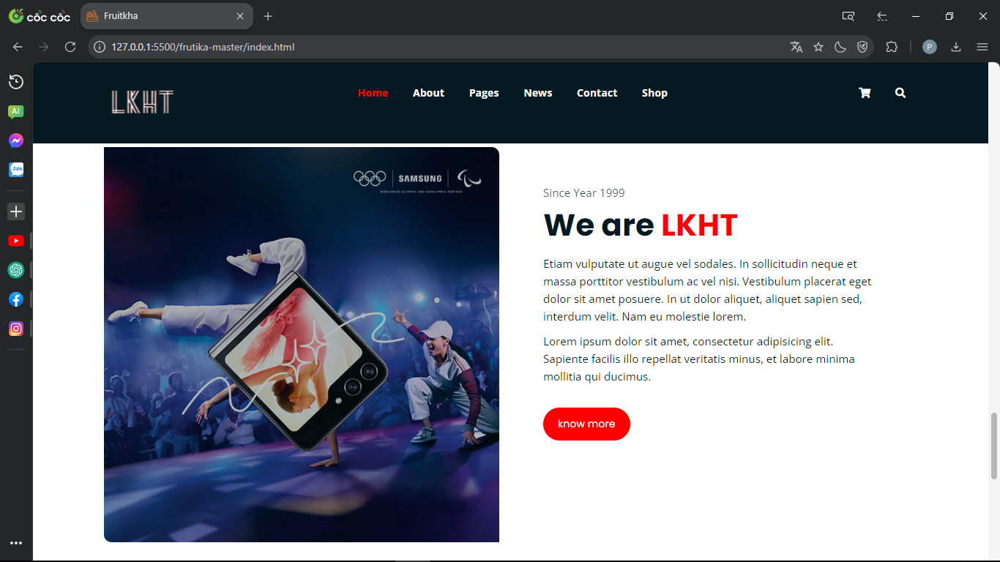 cốc cốc
Fruitkha
127.0.0.1:5500/frutika-master/index.html
P
AI
Zalo
LKHT
Home
About
Pages
News
Contact
Shop
SAMSUNG
WORLDWIDE OLYMPIC AND PARALYMPIC PARTNER
Since Year 1999
We are LKHT
Etiam vulputate ut augue vel sodales. In sollicitudin neque et
massa porttitor vestibulum ac vel nisi. Vestibulum placerat eget
dolor sit amet posuere. In ut dolor aliquet, aliquet sapien sed,
interdum velit. Nam eu molestie lorem.
Lorem ipsum dolor sit amet, consectetur adipisicing elit.
Sapiente facilis illo repellat veritatis minus, et labore minima
mollitia qui ducimus.
know more